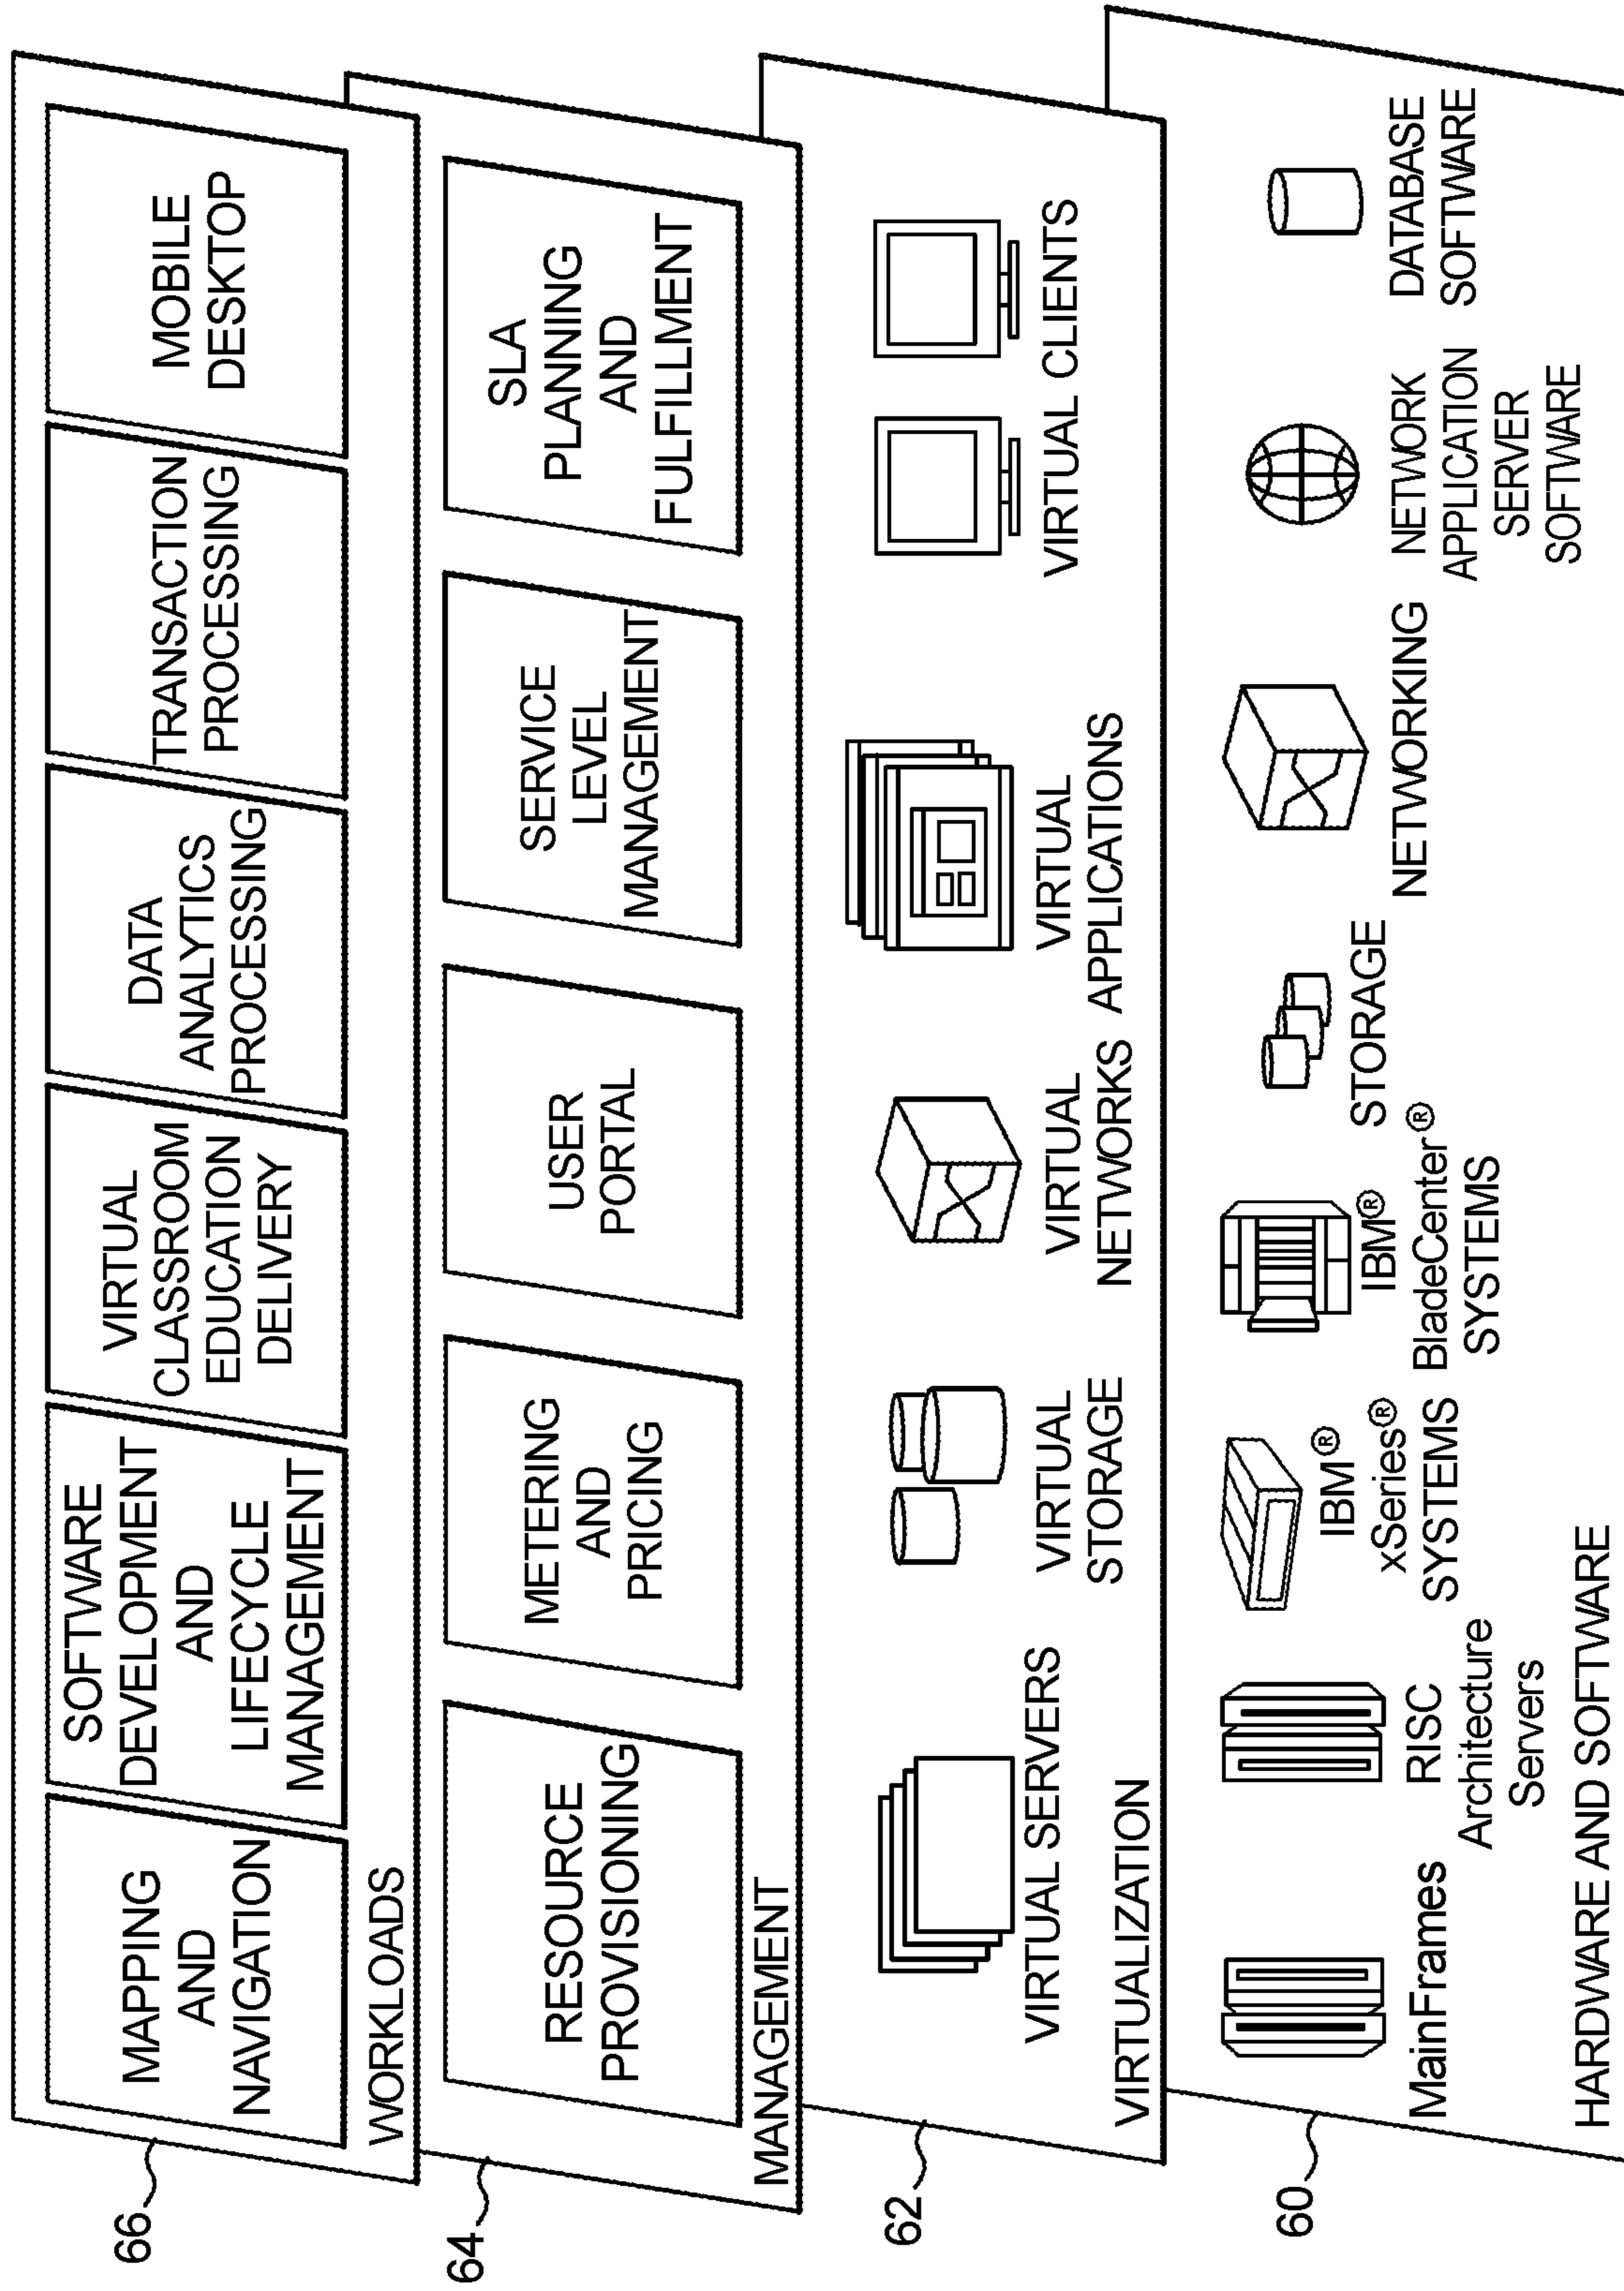 66
MAPPING
AND
NAVIGATION
SOFTWARE
DEVELOPMENT
AND
LIFECYCLE
MANAGEMENT
VIRTUAL
CLASSROOM
EDUCATION
DELIVERY
DATA
ANALYTICS
PROCESSING
TRANSACTION
PROCESSING
MOBILE
DESKTOP
WORKLOADS
64
RESOURCE
PROVISIONING
METERING
AND
PRICING
USER
PORTAL
SERVICE
LEVEL
MANAGEMENT
SLA
PLANNING
AND
FULFILLMENT
MANAGEMENT
62
VIRTUAL SERVERS
VIRTUAL
STORAGE
VIRTUAL
NETWORKS
VIRTUAL
APPLICATIONS
VIRTUAL CLIENTS
VIRTUALIZATION
60
MainFrames
RISC
Architecture
Servers
IBM®
xSeries®
SYSTEMS
IBM®
BladeCenter®
SYSTEMS
STORAGE
NETWORKING
NETWORK
APPLICATION
SERVER
SOFTWARE
DATABASE
SOFTWARE
HARDWARE AND SOFTWARE